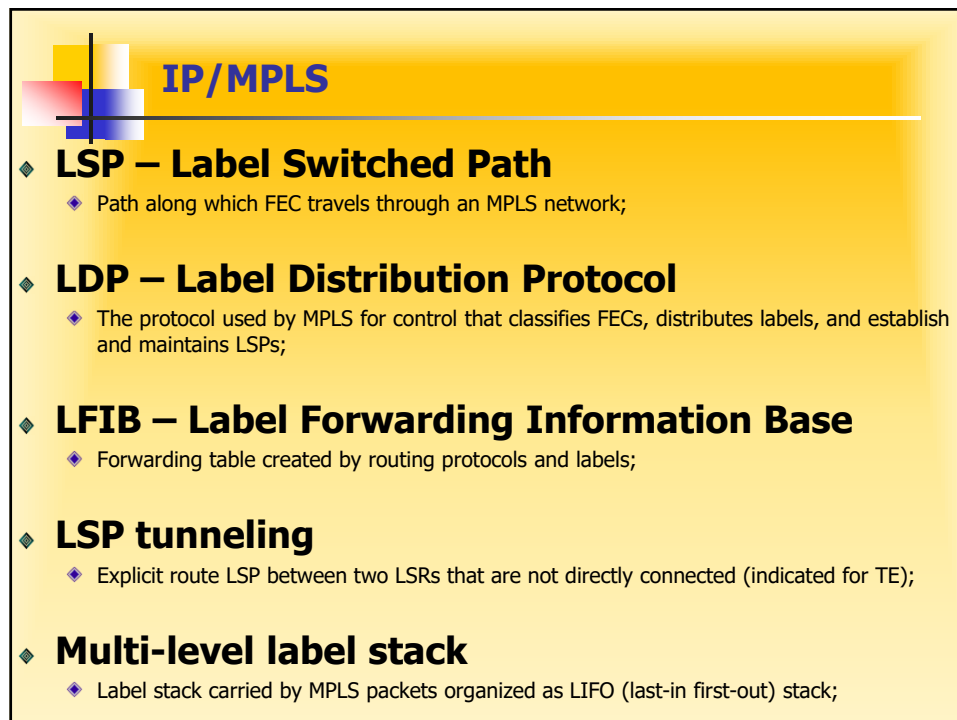 IP/MPLS
LSP – Label Switched Path
Path along which FEC travels through an MPLS network;
LDP – Label Distribution Protocol
The protocol used by MPLS for control that classifies FECs, distributes labels, and establish
and maintains LSPs;
LFIB – Label Forwarding Information Base
Forwarding table created by routing protocols and labels;
LSP tunneling
Explicit route LSP between two LSRs that are not directly connected (indicated for TE);
Multi-level label stack
Label stack carried by MPLS packets organized as LIFO (last-in first-out) stack;